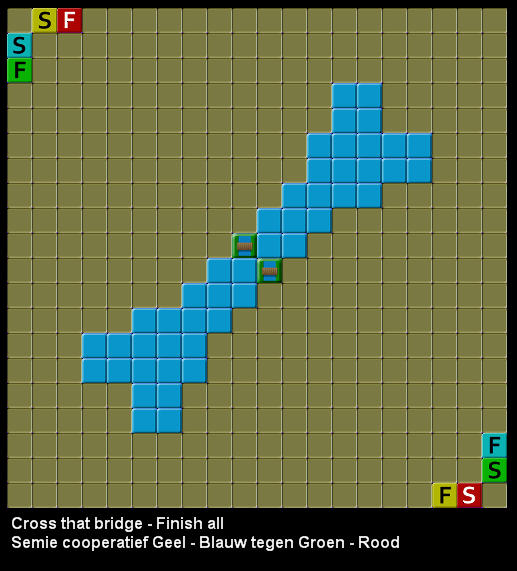 S F
S
F
F
S
F S
Cross that bridge - Finish all
Semie cooperatief Geel - Blauw tegen Groen - Rood